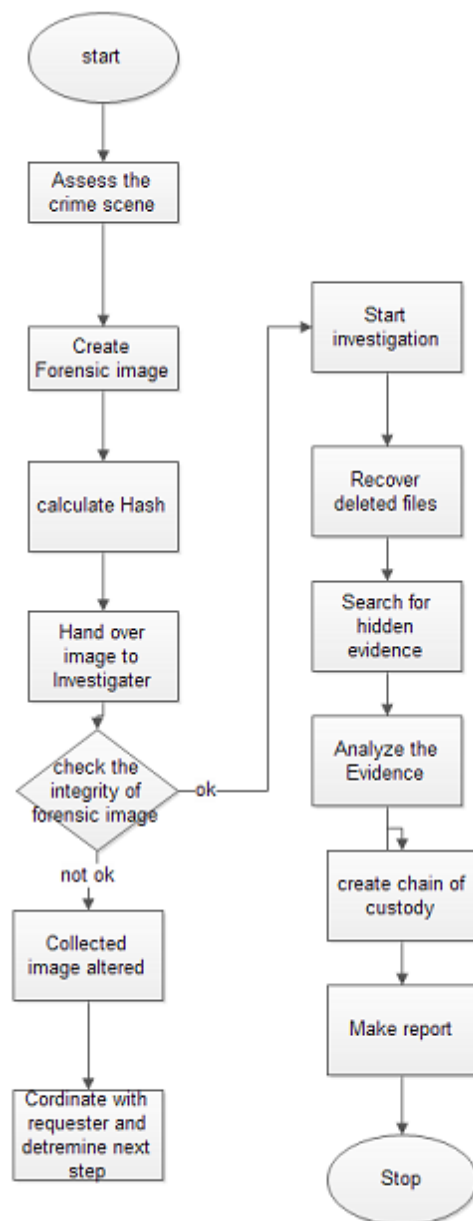 start
Assess the
crime scene
Create
Forensic image
calculate Hash
Hand over
image to
Investigater
check the
integrity of
forensic image
ok
not ok
Collected
image altered
Cordinate with
requester and
detremine next
step
Start
investigation
Recover
deleted files
Search for
hidden
evidence
Analyze the
Evidence
create chain of
custody
Make report
Stop